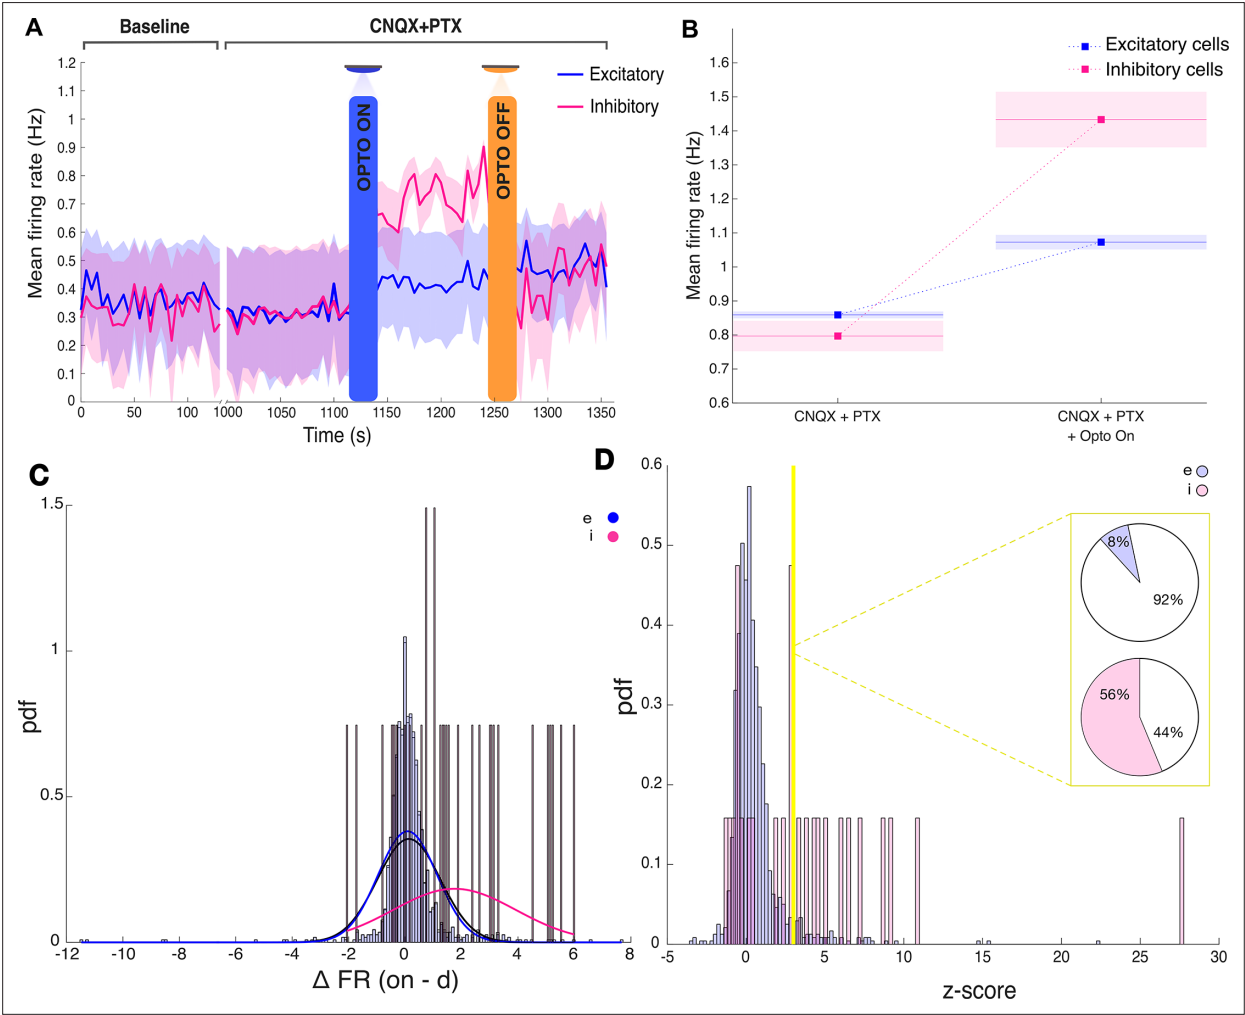 A
Baseline
CNQX+PTX
Mean firing rate (Hz)
1.2
1.1
1
0.9
0.8
0.7
0.6
0.5
0.4
0.3
0.2
0.1
0
OPTO ON
OPTO OFF
Excitatory
Inhibitory
0 50 100 1000 1050 1100 1150 1200 1250 1300 1350
Time (s)
B
Mean firing rate (Hz)
1.6
1.5
1.4
1.3
1.2
1.1
1
0.9
0.8
0.7
0.6
Excitatory cells
Inhibitory cells
CNQX + PTX
CNQX + PTX
+ Opto On
C
pdf
1.5
1
0.5
0
e
i
-12 -10 -8 -6 -4 -2 0 2 4 6 8
Δ FR (on - d)
D
pdf
0.6
0.5
0.4
0.3
0.2
0.1
0
e
i
8%
92%
56%
44%
-5 0 5 10 15 20 25 30
z-score